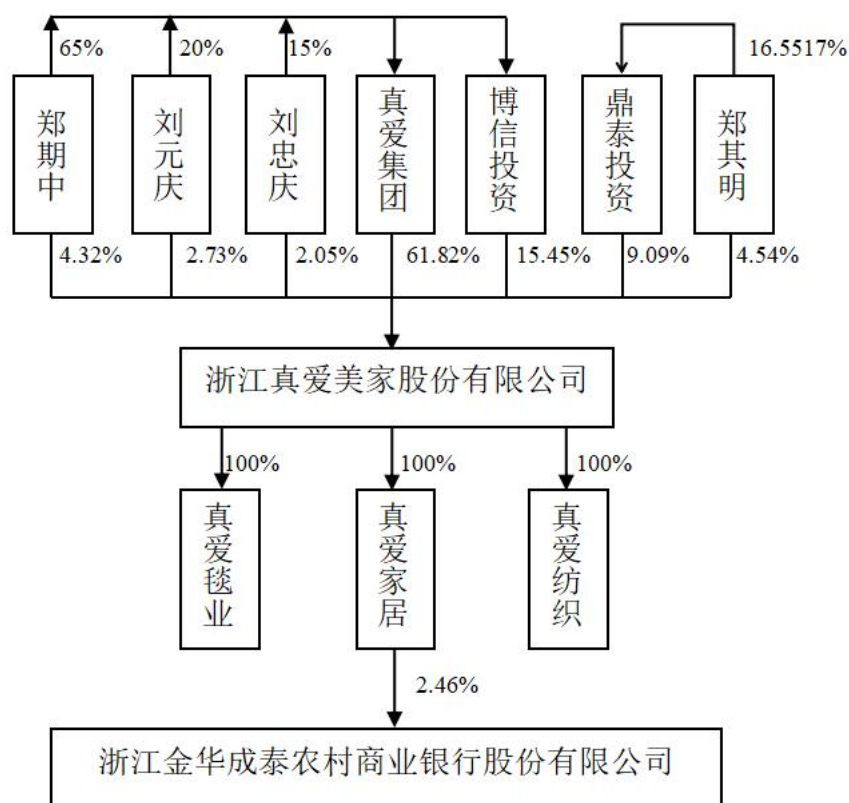 65%
20%
15%
16.5517%
郑期中
刘元庆
刘忠庆
真爱集团
博信投资
鼎泰投资
郑其明
4.32%
2.73%
2.05%
61.82%
15.45%
9.09%
4.54%
浙江真爱美家股份有限公司
100%
100%
100%
真爱毯业
真爱家居
真爱纺织
2.46%
浙江金华成泰农村商业银行股份有限公司